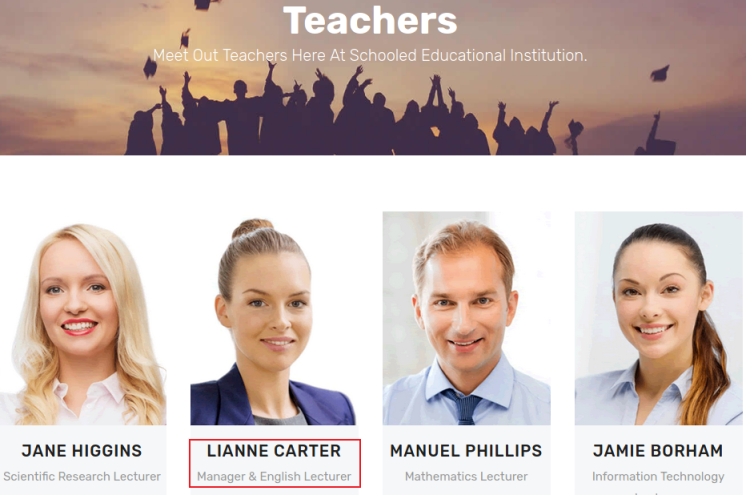 Teachers
Meet Out Teachers Here At Schooled Educational Institution.
JANE HIGGINS
Scientific Research Lecturer
LIANNE CARTER
Manager & English Lecturer
MANUEL PHILLIPS
Mathematics Lecturer
JAMIE BORHAM
Information Technology